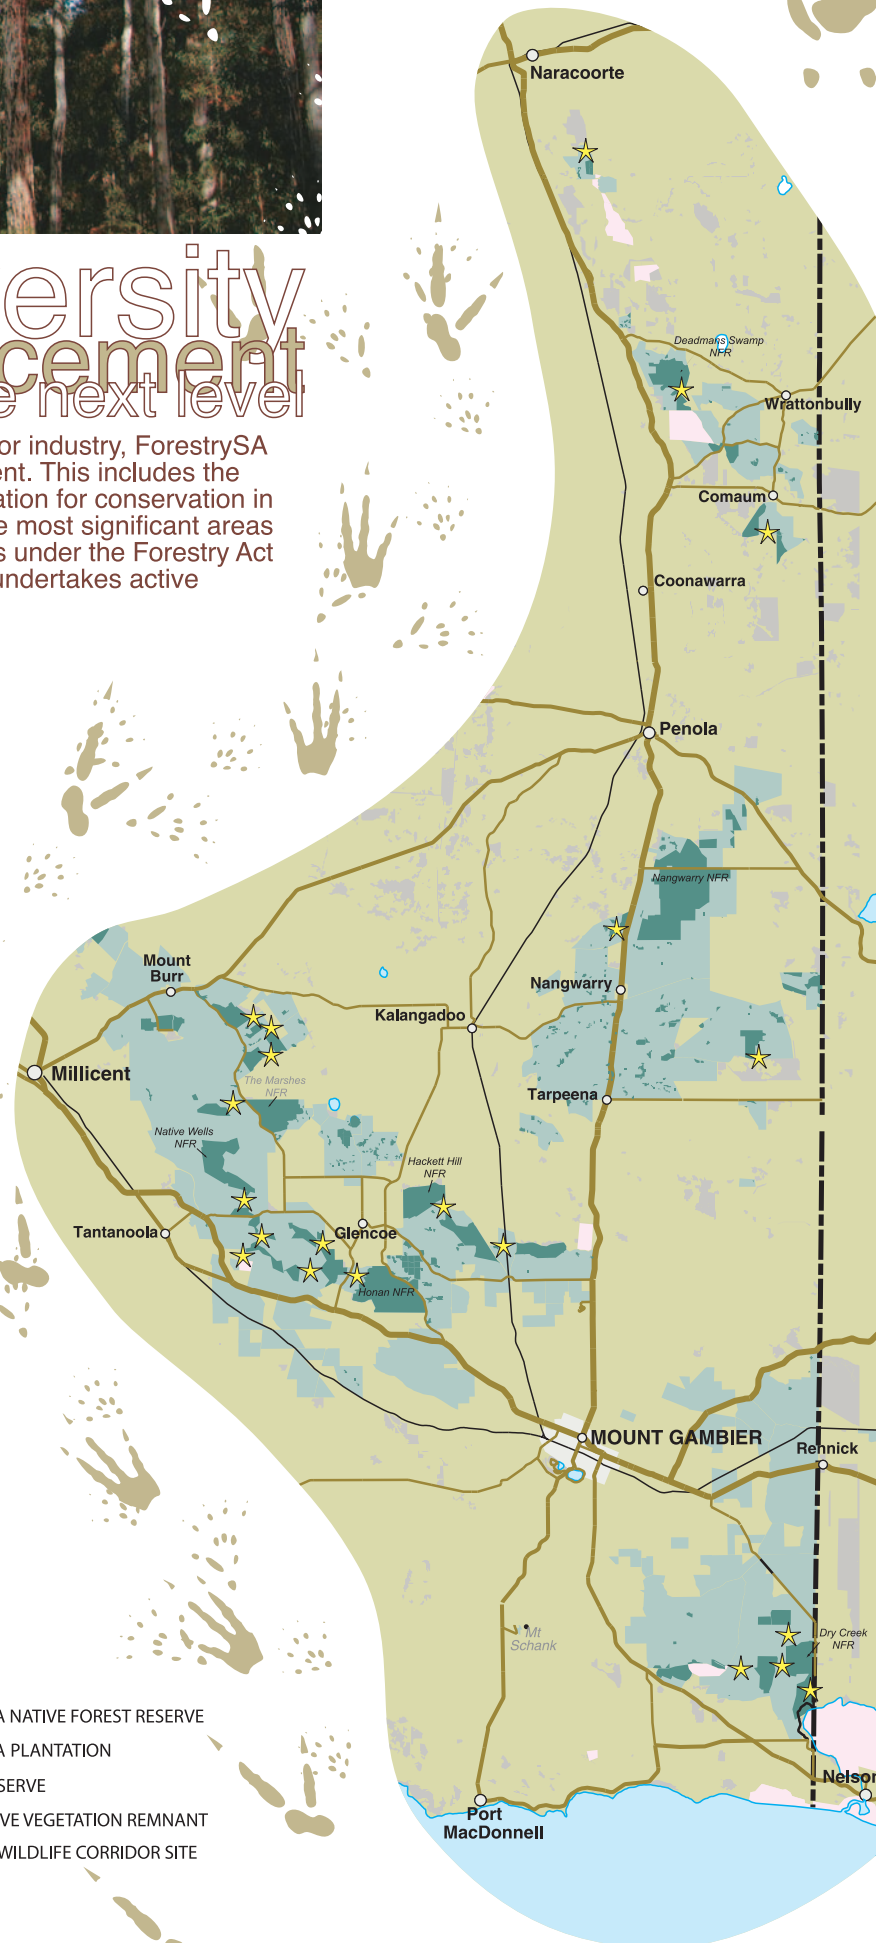 ersity
cement
e next level
or industry, ForestrySA
ent. This includes the
ation for conservation in
e most significant areas
s under the Forestry Act
undertakes active
Naracoorte
Deadmans Swamp
NFR
Wrattonbully
Comaum
Coonawarra
Penola
Nangwarry NFR
Mount
Burr
Nangwarry
Kalangadoo
Millicent
The Marshes
NFR
Tarpeena
Native Wells
NFR
Hackett Hill
NFR
Tantanoola
Glencoe
Honan NFR
MOUNT GAMBIER
Rennick
Mt
Schank
Dry Creek
NFR
A NATIVE FOREST RESERVE
A PLANTATION
SERVE
VE VEGETATION REMNANT
WILDLIFE CORRIDOR SITE
Nelson
Port
MacDonnell